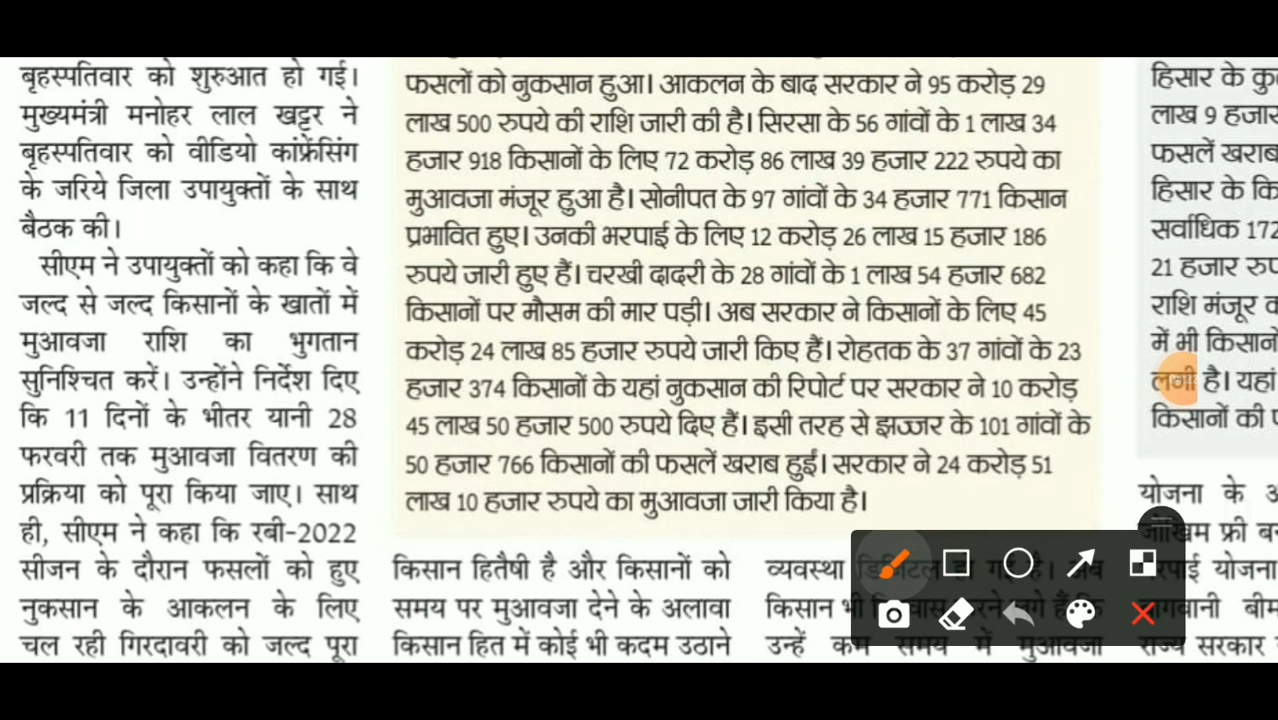 बृहस्पतिवार को शुरुआत हो गई।
मुख्यमंत्री मनोहर लाल खट्टर ने
बृहस्पतिवार को वीडियो कांफ्रेंसिंग
के जरिये जिला उपायुक्तों के साथ
बैठक की।
सीएम ने उपायुक्तों को कहा कि वे
जल्द से जल्द किसानों के खातों में
मुआवजा राशि का भुगतान
सुनिश्चित करें। उन्होंने निर्देश दिए
कि 11 दिनों के भीतर यानी 28
फरवरी तक मुआवजा वितरण की
प्रक्रिया को पूरा किया जाए। साथ
ही, सीएम ने कहा कि रबी-2022
सीजन के दौरान फसलों को हुए
नुकसान के आकलन के लिए
चल रही गिरदावरी को जल्द पूरा
फसलों को नुकसान हुआ। आकलन के बाद सरकार ने 95 करोड़ 29
लाख 500 रुपये की राशि जारी की है। सिरसा के 56 गांवों के 1 लाख 34
हजार 918 किसानों के लिए 72 करोड़ 86 लाख 39 हजार 222 रुपये का
मुआवजा मंजूर हुआ है। सोनीपत के 97 गांवों के 34 हजार 771 किसान
प्रभावित हुए। उनकी भरपाई के लिए 12 करोड़ 26 लाख 15 हजार 186
रुपये जारी हुए हैं। चरखी दादरी के 28 गांवों के 1 लाख 54 हजार 682
किसानों पर मौसम की मार पड़ी। अब सरकार ने किसानों के लिए 45
करोड़ 24 लाख 85 हजार रुपये जारी किए हैं। रोहतक के 37 गांवों के 23
हजार 374 किसानों के यहां नुकसान की रिपोर्ट पर सरकार ने 10 करोड़
45 लाख 50 हजार 500 रुपये दिए हैं। इसी तरह से झज्जर के 101 गांवों के
50 हजार 766 किसानों की फसलें खराब हुईं। सरकार ने 24 करोड़ 51
लाख 10 हजार रुपये का मुआवजा जारी किया है।
किसान हितैषी है और किसानों को
समय पर मुआवजा देने के अलावा
किसान हित में कोई भी कदम उठाने
व्यवस्था डिजिटल हो गई है। अब
किसान भी करने लगे हैं कि
उन्हें कम समय में मुआवजा
हिसार के
लाख 9 हजार
फसलें खराब
हिसार के
सर्वाधिक 172
21 हजार
राशि मंजूर
में भी किसानों
लगी है। यहां
किसानों की
योजना के
जोखिम फ्री
योजना
बागवानी
राज्य सरकार